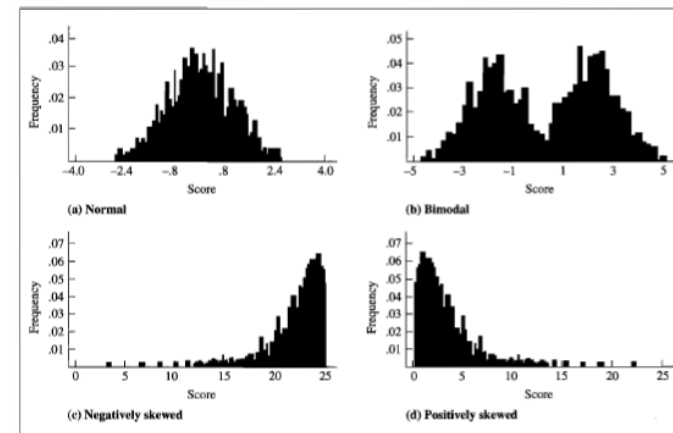 .04
.03
.02
.01
Frequency
-4.0 -2.4 -.8 .8 2.4 4.0
Score
(a) Normal
.05
.04
.03
.02
.01
Frequency
-5 -3 -1 1 3 5
Score
(b) Bimodal
.07
.06
.05
.04
.03
.02
.01
Frequency
0 5 10 15 20 25
Score
(c) Negatively skewed
.07
.06
.05
.04
.03
.02
.01
Frequency
0 5 10 15 20 25
Score
(d) Positively skewed